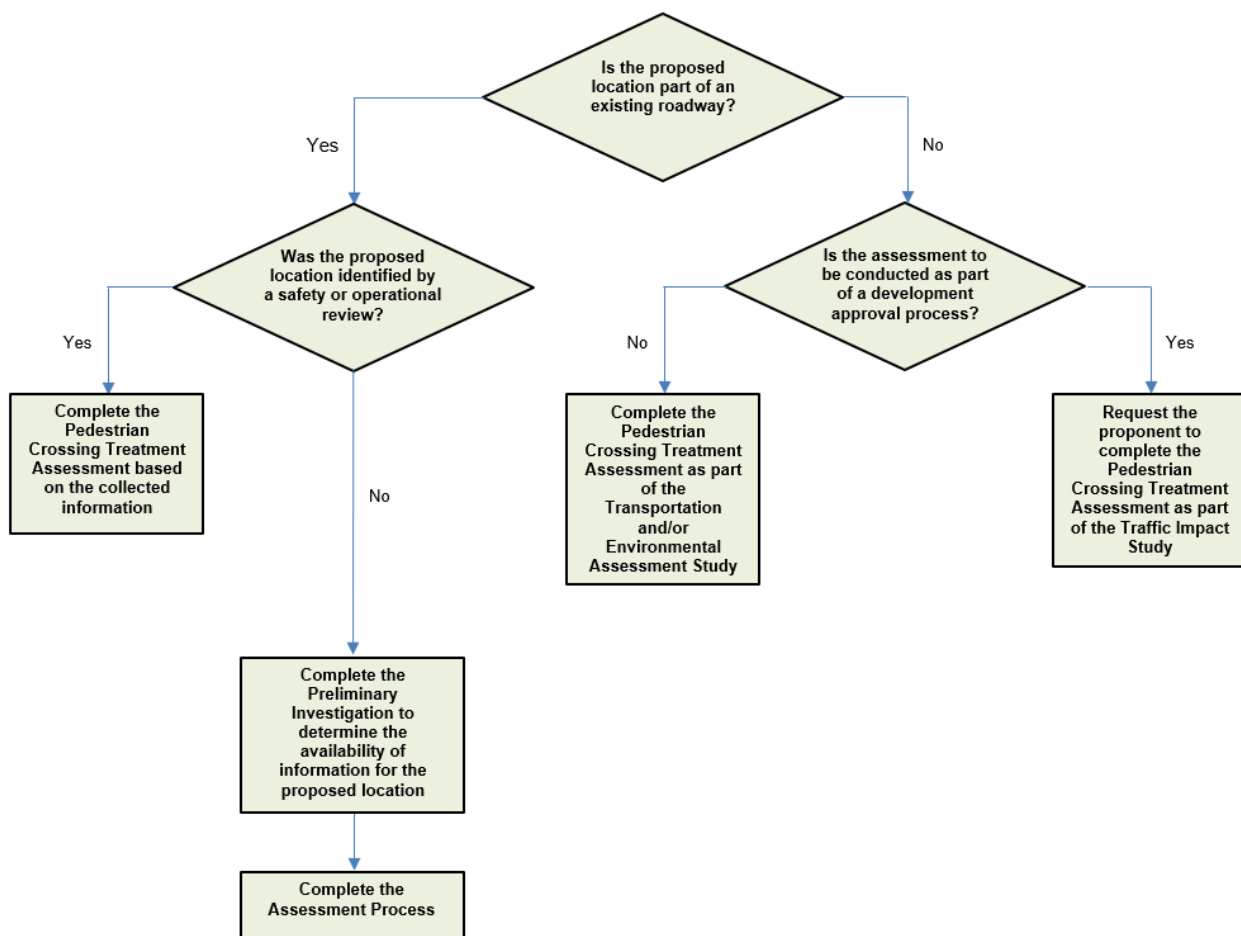 Is the proposed
location part of an
existing roadway?
Yes
No
Was the proposed
location identified by
a safety or operational
review?
Is the assessment to
be conducted as part
of a development
approval process?
Yes
No
Yes
Complete the
Pedestrian
Crossing Treatment
Assessment based
on the collected
information
No
Complete the
Pedestrian
Crossing Treatment
Assessment as part
of the
Transportation
and/or
Environmental
Assessment Study
Request the
proponent to
complete the
Pedestrian
Crossing Treatment
Assessment as part
of the Traffic Impact
Study
Complete the
Preliminary
Investigation to
determine the
availability of
information for the
proposed location
Complete the
Assessment Process